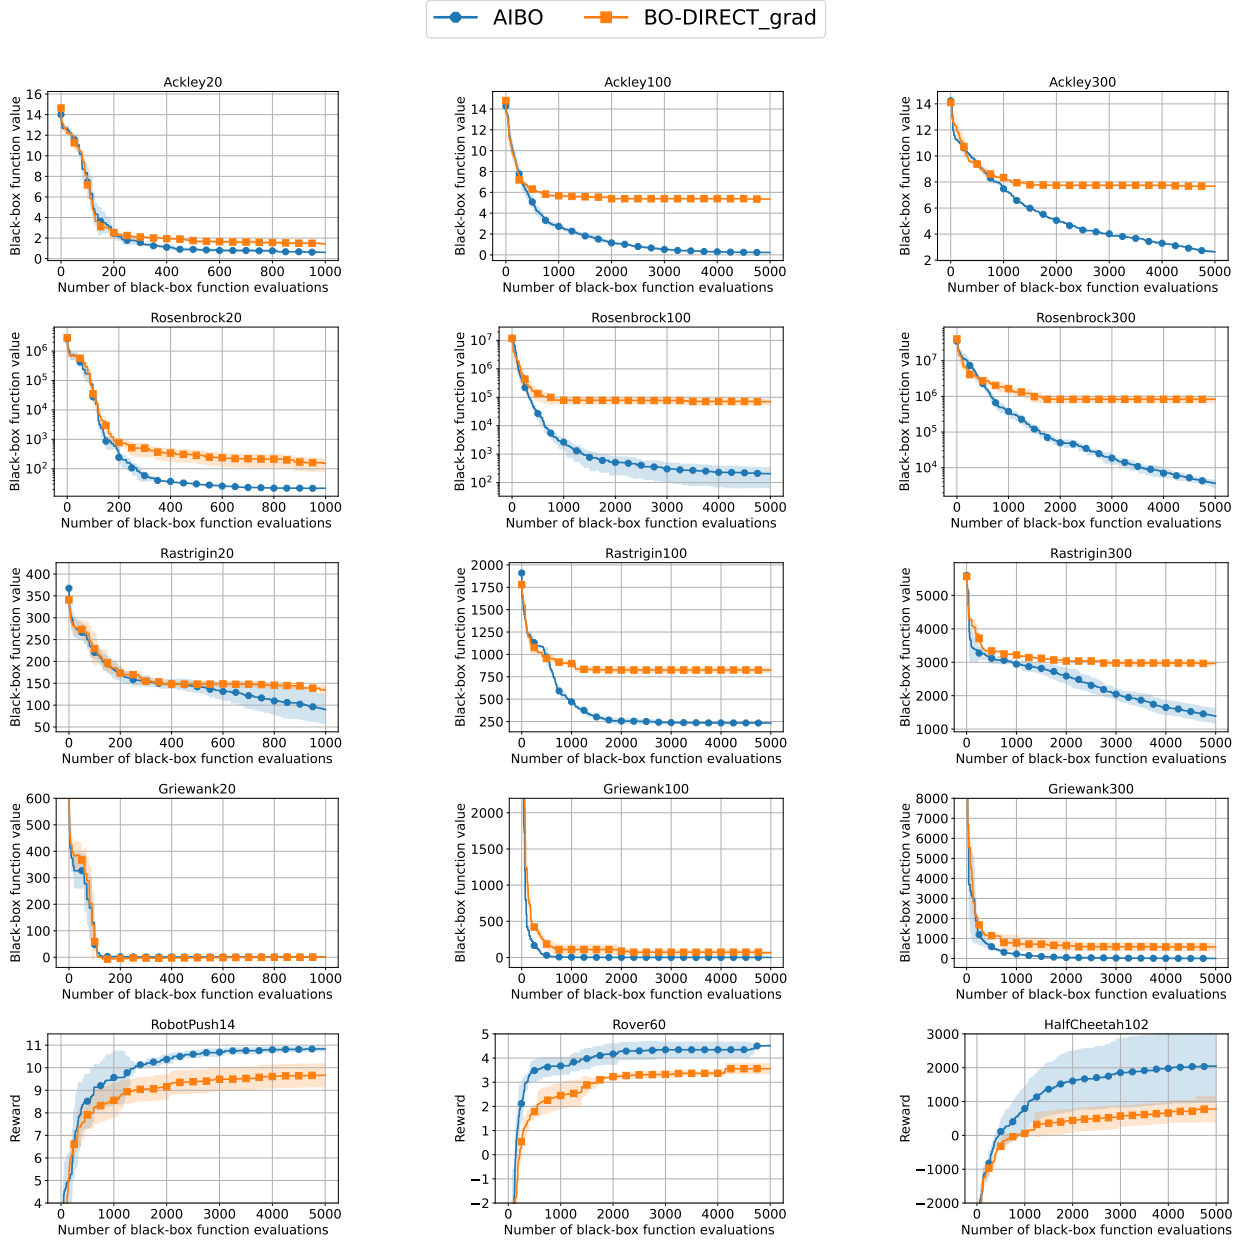 AIBO BO-DIRECT_grad
Ackley20 Ackley100 Ackley300
Black-box function value
0 2 4 6 8 10 12 14 16
0 200 400 600 800 1000
Number of black-box function evaluations
Black-box function value
0 2 4 6 8 10 12 14
0 1000 2000 3000 4000 5000
Number of black-box function evaluations
Black-box function value
2 4 6 8 10 12 14
0 1000 2000 3000 4000 5000
Number of black-box function evaluations
Rosenbrock20 Rosenbrock100 Rosenbrock300
Black-box function value
10² 10³ 10⁴ 10⁵ 10⁶
0 200 400 600 800 1000
Number of black-box function evaluations
Black-box function value
10² 10³ 10⁴ 10⁵ 10⁶ 10⁷
0 1000 2000 3000 4000 5000
Number of black-box function evaluations
Black-box function value
10⁴ 10⁵ 10⁶ 10⁷
0 1000 2000 3000 4000 5000
Number of black-box function evaluations
Rastrigin20 Rastrigin100 Rastrigin300
Black-box function value
50 100 150 200 250 300 350 400
0 200 400 600 800 1000
Number of black-box function evaluations
Black-box function value
250 500 750 1000 1250 1500 1750 2000
0 1000 2000 3000 4000 5000
Number of black-box function evaluations
Black-box function value
1000 2000 3000 4000 5000
0 1000 2000 3000 4000 5000
Number of black-box function evaluations
Griewank20 Griewank100 Griewank300
Black-box function value
0 100 200 300 400 500 600
0 200 400 600 800 1000
Number of black-box function evaluations
Black-box function value
0 500 1000 1500 2000
0 1000 2000 3000 4000 5000
Number of black-box function evaluations
Black-box function value
0 1000 2000 3000 4000 5000 6000 7000 8000
0 1000 2000 3000 4000 5000
Number of black-box function evaluations
RobotPush14 Rover60 HalfCheetah102
Reward
4 5 6 7 8 9 10 11
0 1000 2000 3000 4000 5000
Number of black-box function evaluations
Reward
−2 −1 0 1 2 3 4 5
0 1000 2000 3000 4000 5000
Number of black-box function evaluations
Reward
−2000 −1000 0 1000 2000 3000
0 1000 2000 3000 4000 5000
Number of black-box function evaluations